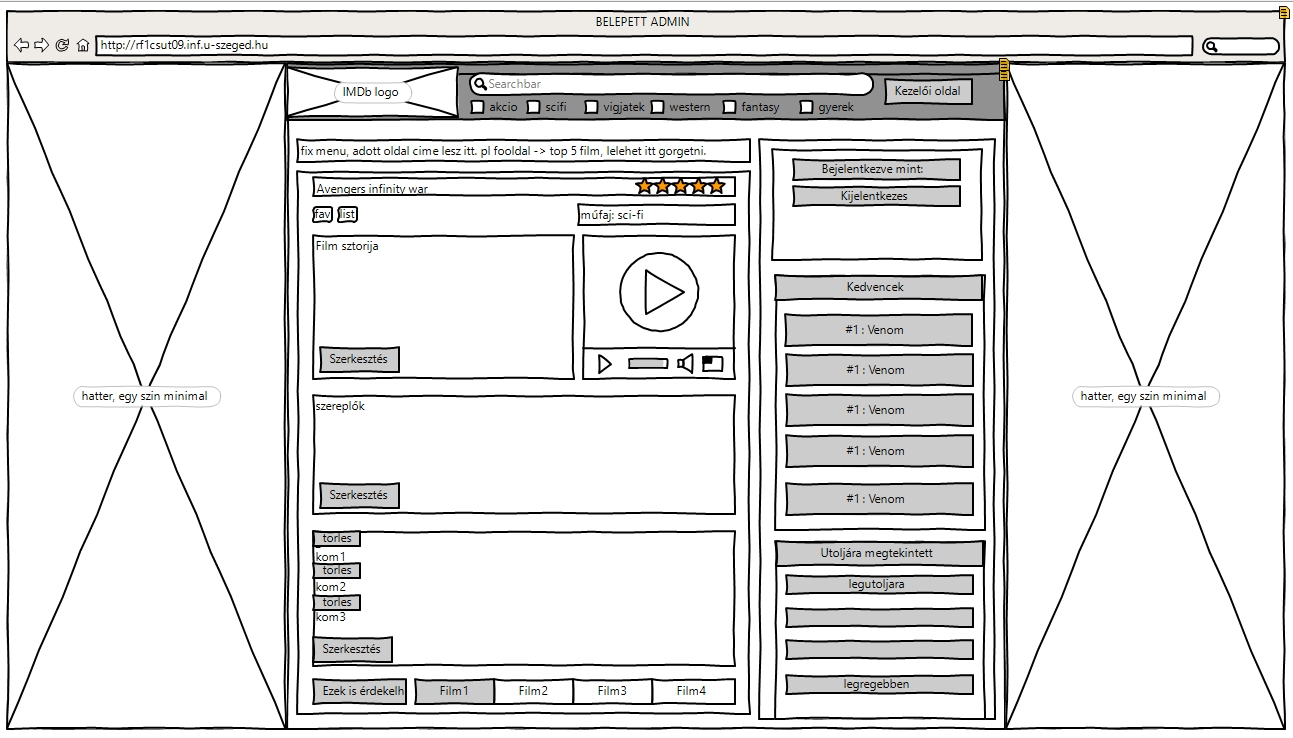 BELEPETT ADMIN
http://rf1csut09.inf.u-szeged.hu
IMDb logo
Searchbar
akcio scifi vigjatek western fantasy gyerek
Kezelői oldal
fix menu, adott oldal cime lesz itt. pl fooldal -> top 5 film, lelehet itt gorgetni.
Avengers infinity war
fav list
műfaj: sci-fi
Film sztorija
Szerkesztés
szereplők
Szerkesztés
torles
kom1
torles
kom2
torles
kom3
Szerkesztés
Ezek is érdekelh
Film1 Film2 Film3 Film4
Bejelentkezve mint:
Kijelentkezes
Kedvencek
#1 : Venom
#1 : Venom
#1 : Venom
#1 : Venom
#1 : Venom
Utoljára megtekintett
legutoljara
legregebben
hatter, egy szin minimal
hatter, egy szin minimal